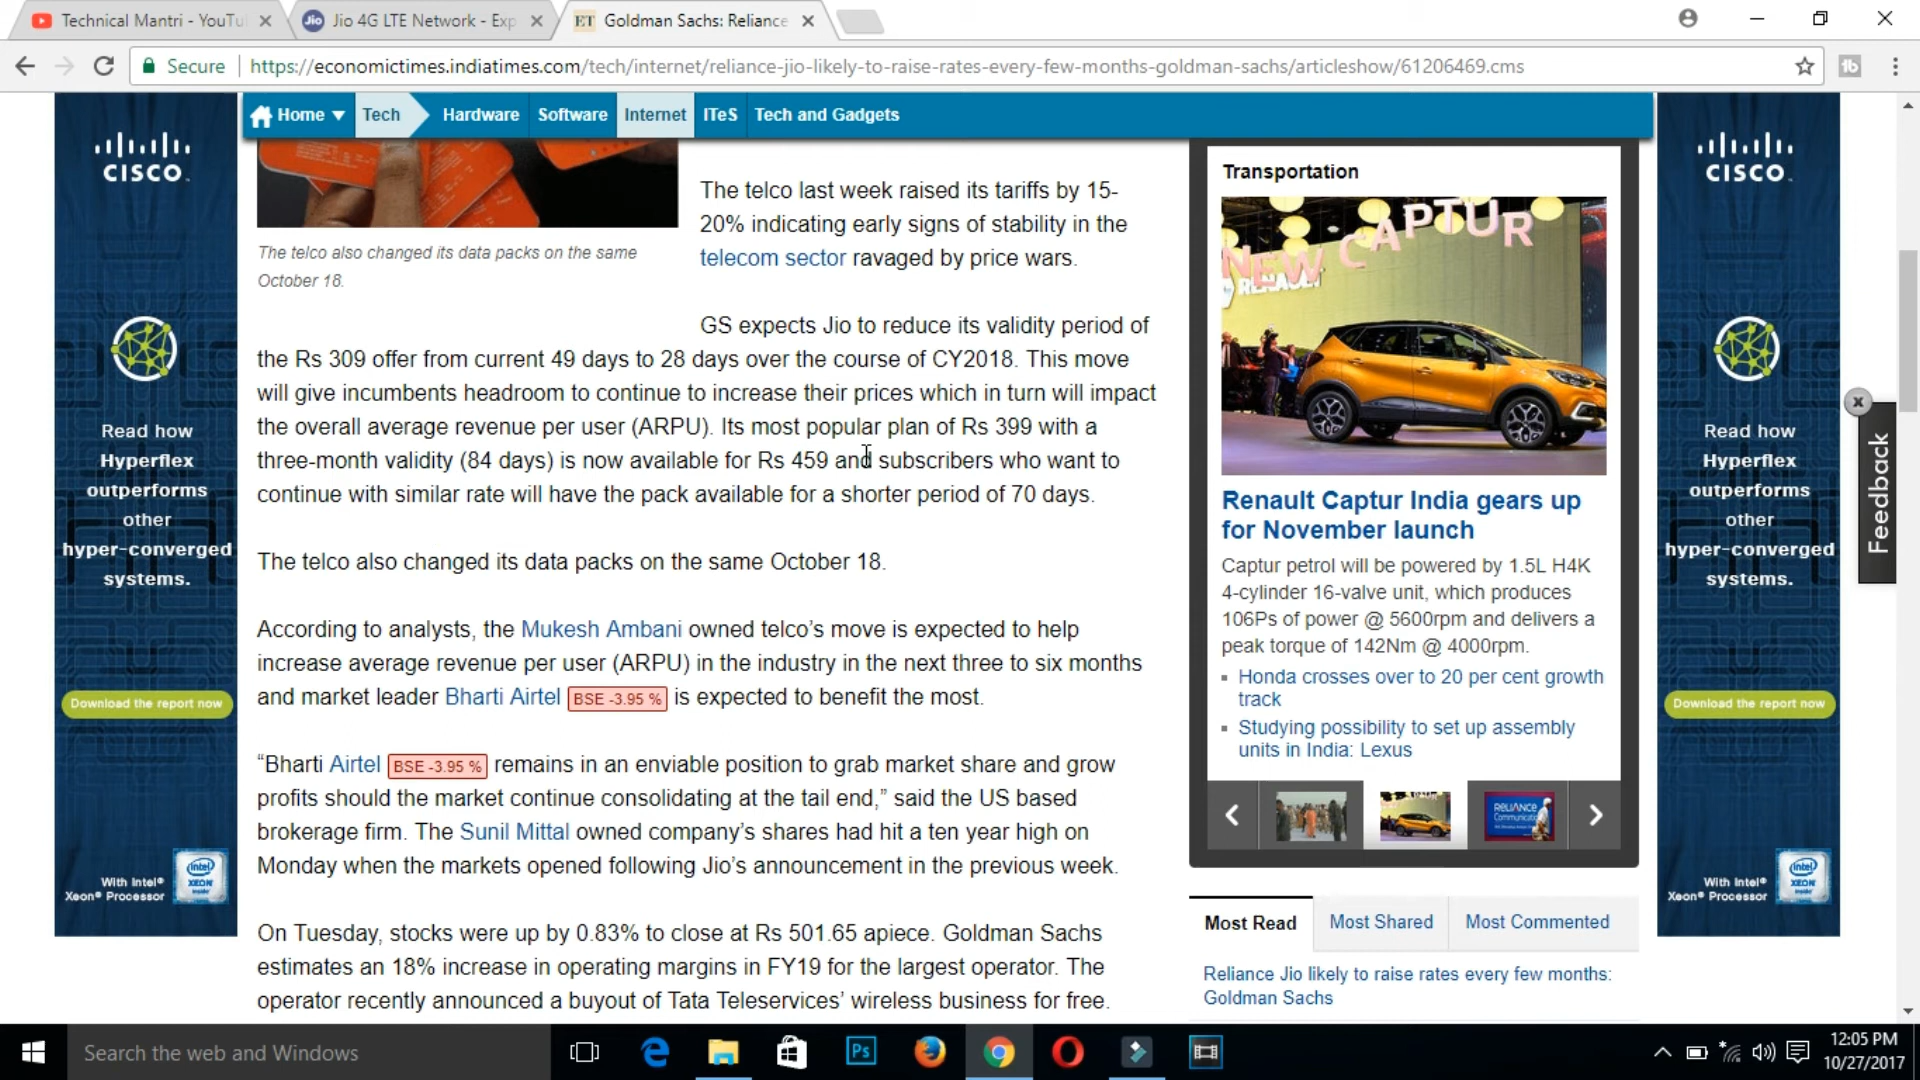 Technical Mantri - YouTu
Jio 4G LTE Network - Exp
ET Goldman Sachs: Reliance
Secure https://economictimes.indiatimes.com/tech/internet/reliance-jio-likely-to-raise-rates-every-few-months-goldman-sachs/articleshow/61206469.cms
Home Tech Hardware Software Internet ITeS Tech and Gadgets
CISCO
Read how
Hyperflex
outperforms
other
hyper-converged
systems.
Download the report now
With Intel®
Xeon® Processor
intel
XEON
inside
The telco also changed its data packs on the same
October 18.
The telco last week raised its tariffs by 15-
20% indicating early signs of stability in the
telecom sector ravaged by price wars.
GS expects Jio to reduce its validity period of
the Rs 309 offer from current 49 days to 28 days over the course of CY2018. This move
will give incumbents headroom to continue to increase their prices which in turn will impact
the overall average revenue per user (ARPU). Its most popular plan of Rs 399 with a
three-month validity (84 days) is now available for Rs 459 and subscribers who want to
continue with similar rate will have the pack available for a shorter period of 70 days.
The telco also changed its data packs on the same October 18.
According to analysts, the Mukesh Ambani owned telco's move is expected to help
increase average revenue per user (ARPU) in the industry in the next three to six months
and market leader Bharti Airtel BSE -3.95 % is expected to benefit the most.
“Bharti Airtel BSE -3.95 % remains in an enviable position to grab market share and grow
profits should the market continue consolidating at the tail end,” said the US based
brokerage firm. The Sunil Mittal owned company's shares had hit a ten year high on
Monday when the markets opened following Jio's announcement in the previous week.
On Tuesday, stocks were up by 0.83% to close at Rs 501.65 apiece. Goldman Sachs
estimates an 18% increase in operating margins in FY19 for the largest operator. The
operator recently announced a buyout of Tata Teleservices' wireless business for free.
Transportation
NEW CAPTUR
RENAULT
Renault Captur India gears up
for November launch
Captur petrol will be powered by 1.5L H4K
4-cylinder 16-valve unit, which produces
106Ps of power @ 5600rpm and delivers a
peak torque of 142Nm @ 4000rpm.
Honda crosses over to 20 per cent growth
track
Studying possibility to set up assembly
units in India: Lexus
RELIANCE
Most Read Most Shared Most Commented
Reliance Jio likely to raise rates every few months:
Goldman Sachs
CISCO
Read how
Hyperflex
outperforms
other
hyper-converged
systems.
Download the report now
With Intel®
Xeon® Processor
intel
XEON
inside
x
Feedback
Search the web and Windows
Ps
12:05 PM
10/27/2017